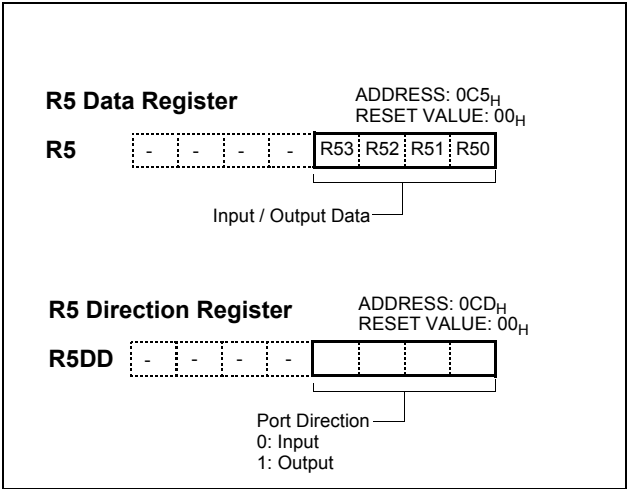 R5 Data Register
ADDRESS: 0C5H
RESET VALUE: 00H
R5 - - - - R53 R52 R51 R50
Input / Output Data
R5 Direction Register
ADDRESS: 0CDH
RESET VALUE: 00H
R5DD - - - -
Port Direction
0: Input
1: Output